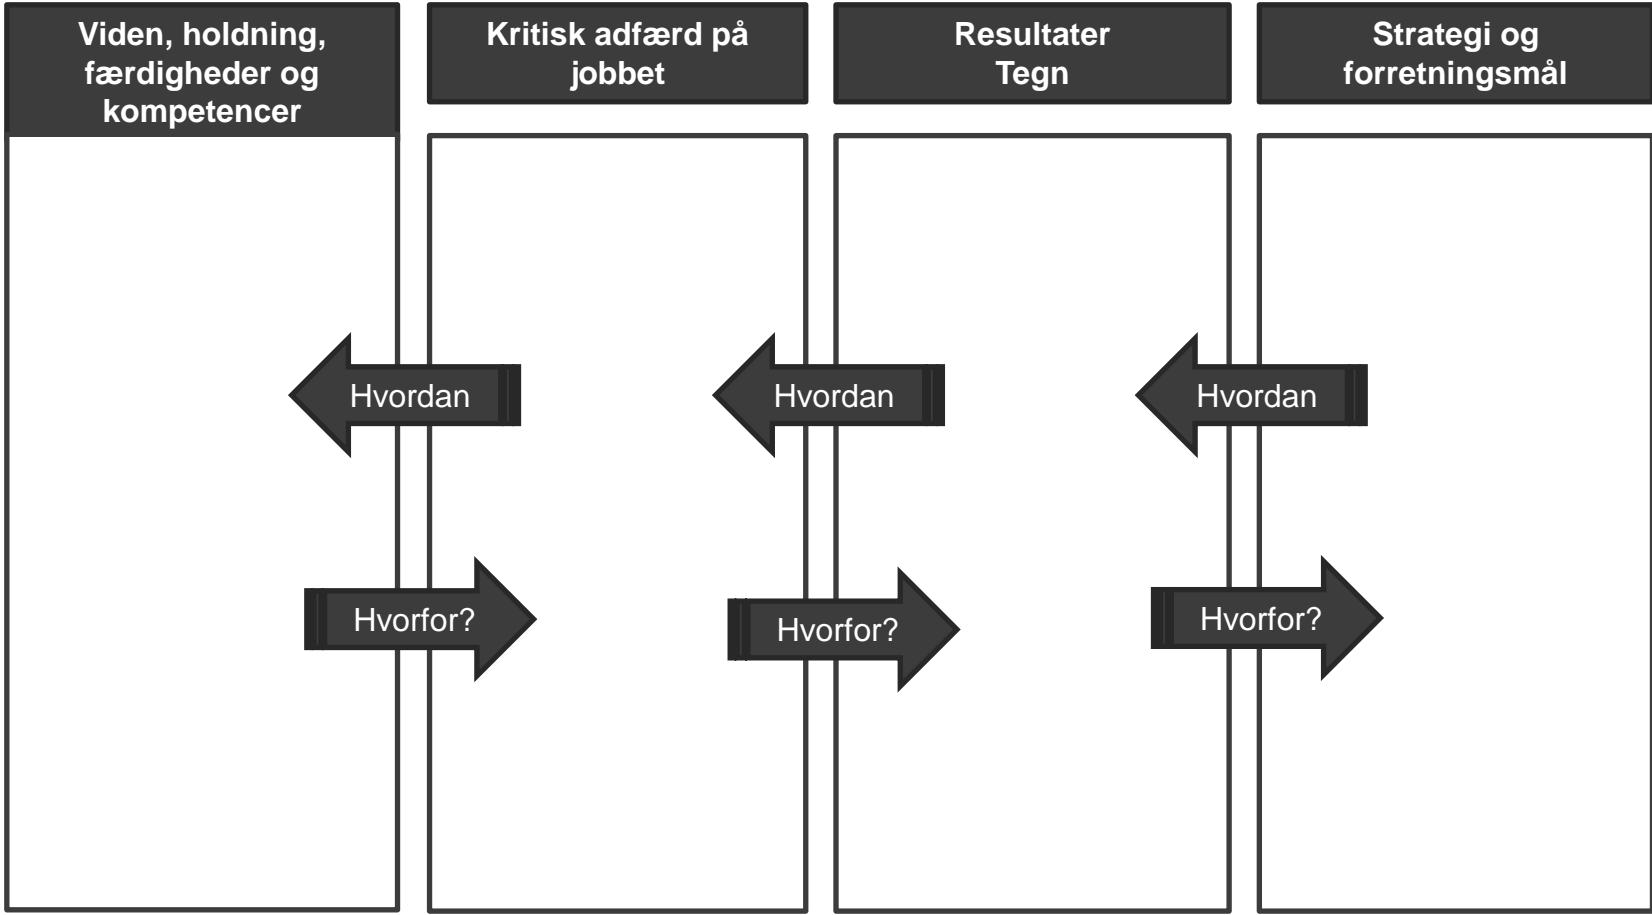 Viden, holdning,
færdigheder og
kompetencer
Kritisk adfærd på
jobbet
Resultater
Tegn
Strategi og
forretningsmål
Hvordan
Hvordan
Hvordan
Hvorfor?
Hvorfor?
Hvorfor?